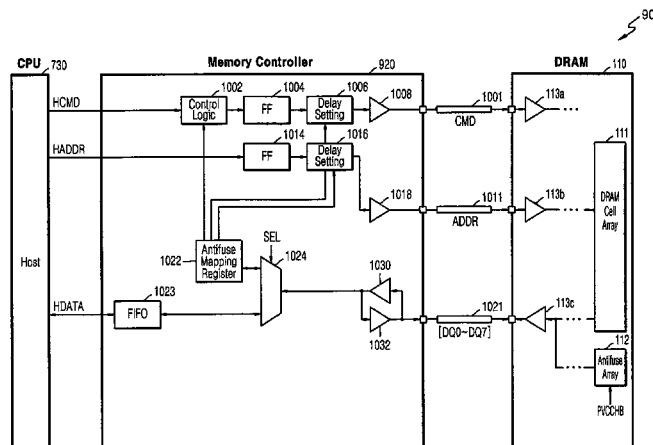 90
CPU
730
Memory Controller
920
DRAM
110
HCMD
1002
Control
Logic
1004
FF
1006
Delay
Setting
1008
1001
CMD
113a
HADDR
1014
FF
1016
Delay
Setting
1018
1011
ADDR
113b
111
DRAM
Cell
Array
Host
1022
Antifuse
Mapping
Register
SEL
1024
1030
1032
HDATA
1023
FIFO
1021
[DQ0~DQ7]
113c
112
Antifuse
Array
PVCCHB